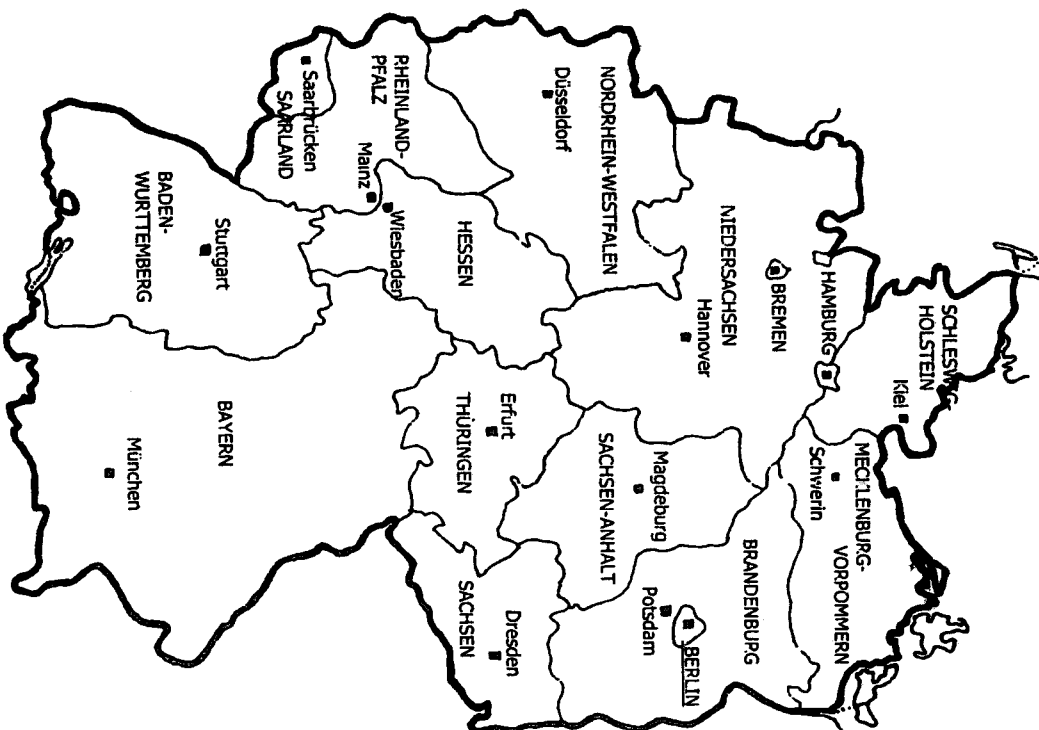 SCHLESWIG-
HOLSTEIN
Kiel
MECKLENBURG-
VORPOMMERN
Schwerin
HAMBURG
BREMEN
NIEDERSACHSEN
Hannover
BRANDENBURG
BERLIN
Potsdam
SACHSEN-ANHALT
Magdeburg
NORDRHEIN-WESTFALEN
Düsseldorf
HESSEN
Wiesbaden
THÜRINGEN
Erfurt
SACHSEN
Dresden
RHEINLAND-
PFALZ
Mainz
SAARLAND
Saarbrücken
BADEN-
WURTTEMBERG
Stuttgart
BAYERN
München